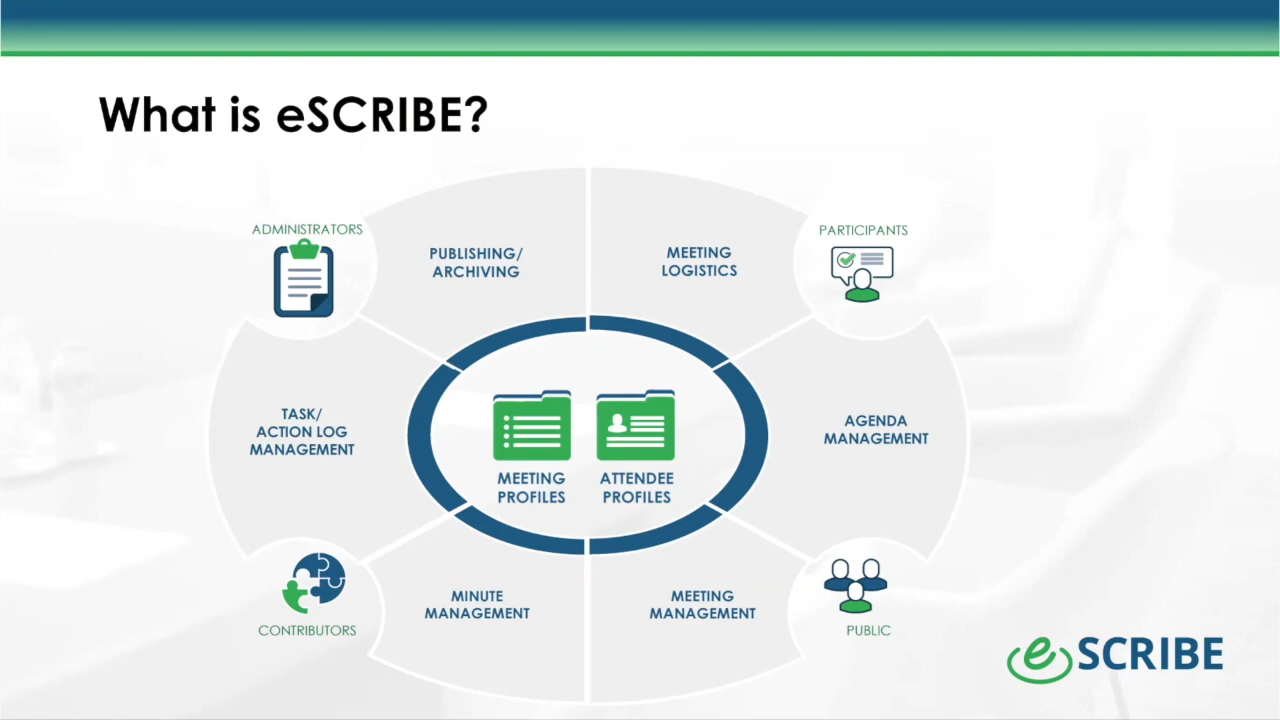 What is eSCRIBE?
ADMINISTRATORS
PUBLISHING/
ARCHIVING
MEETING
LOGISTICS
PARTICIPANTS
TASK/
ACTION LOG
MANAGEMENT
AGENDA
MANAGEMENT
MEETING
PROFILES
ATTENDEE
PROFILES
MINUTE
MANAGEMENT
MEETING
MANAGEMENT
CONTRIBUTORS
PUBLIC
eSCRIBE